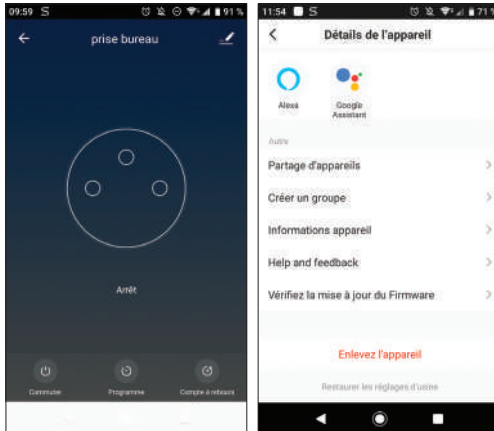 09:59 S 91%
prise bureau
Arrêt
Commuter Programme Compte à rebours
11:54 S 71%
Détails de l'appareil
Alexa Google
Assistant
Autre
Partage d'appareils
Créer un groupe
Informations appareil
Help and feedback
Vérifiez la mise à jour du Firmware
Enlevez l'appareil
Restaurer les réglages d'usine